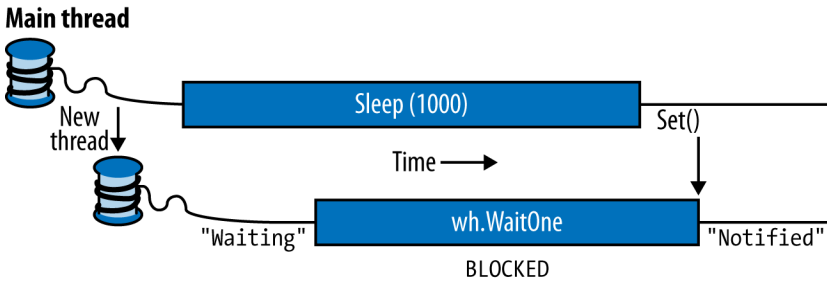 Main thread
Sleep (1000)
New
thread
Set()
Time
wh.WaitOne
"Waiting"
"Notified"
BLOCKED